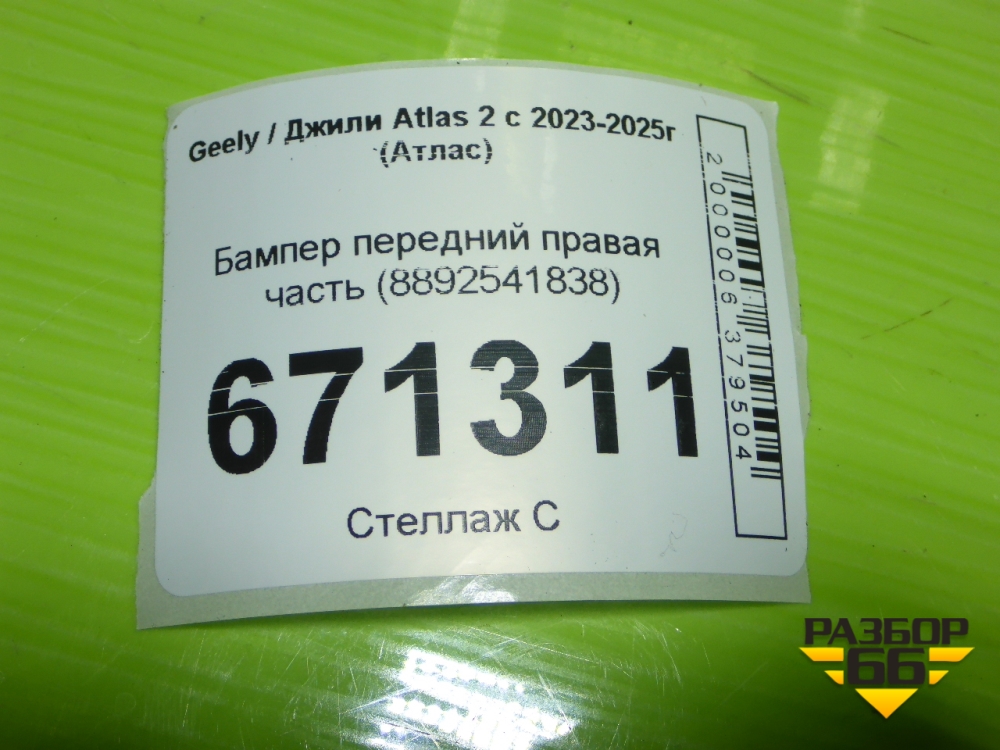 Geely / Джили Atlas 2 с 2023-2025г
(Атлас)
Бампер передний правая
часть (8892541838)
671311
Стеллаж С
2000006379504
РАЗБОР
66